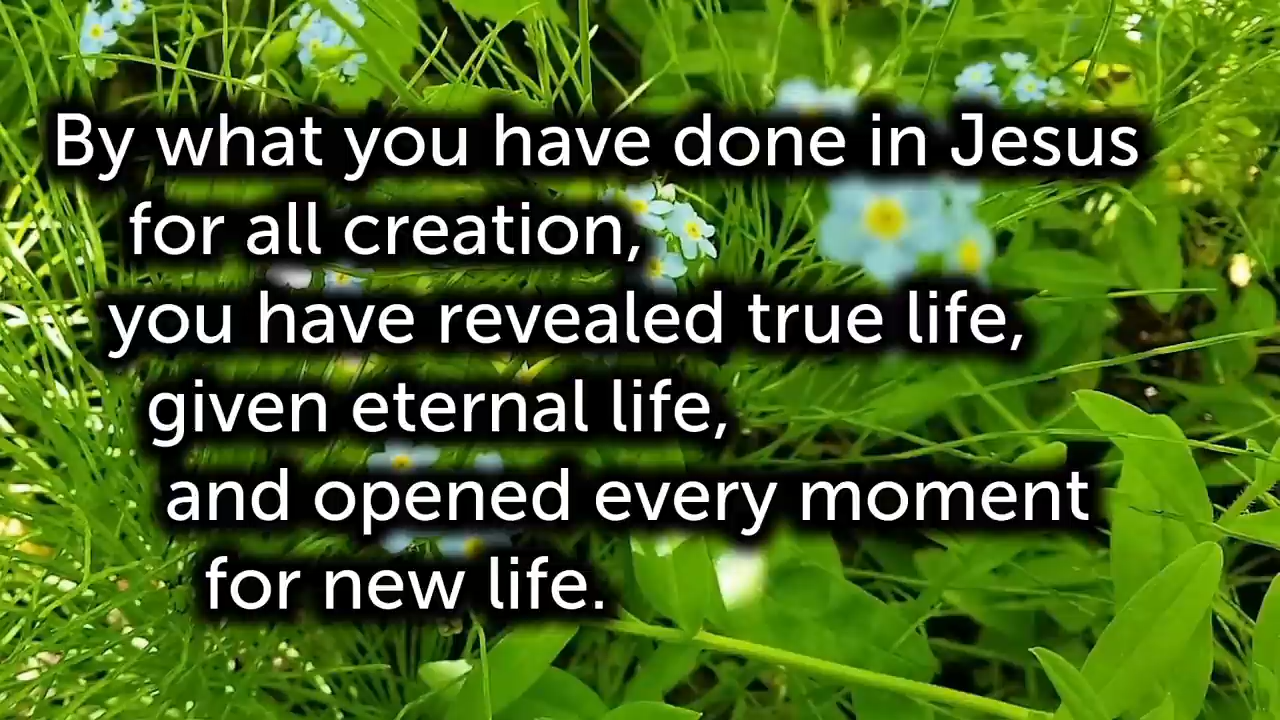 By what you have done in Jesus
for all creation,
you have revealed true life,
given eternal life,
and opened every moment
for new life.